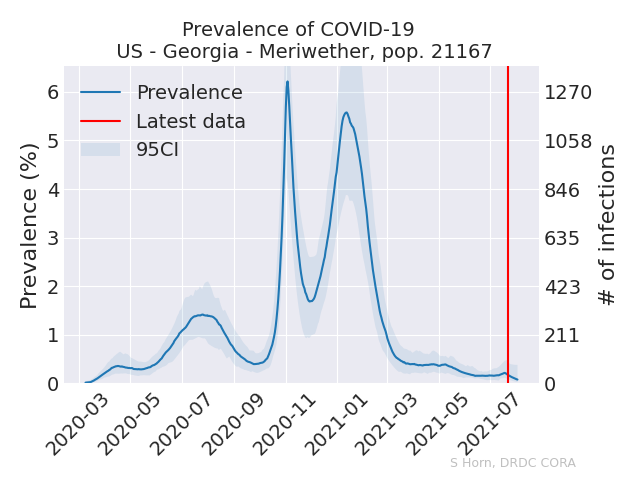 Prevalence of COVID-19
US - Georgia - Meriwether, pop. 21167
Prevalence
Latest data
95CI
Prevalence (%)
6
5
4
3
2
1
0
1270
1058
846
635
423
211
0
# of infections
2020-03
2020-05
2020-07
2020-09
2020-11
2021-01
2021-03
2021-05
2021-07
S Horn, DRDC CORA